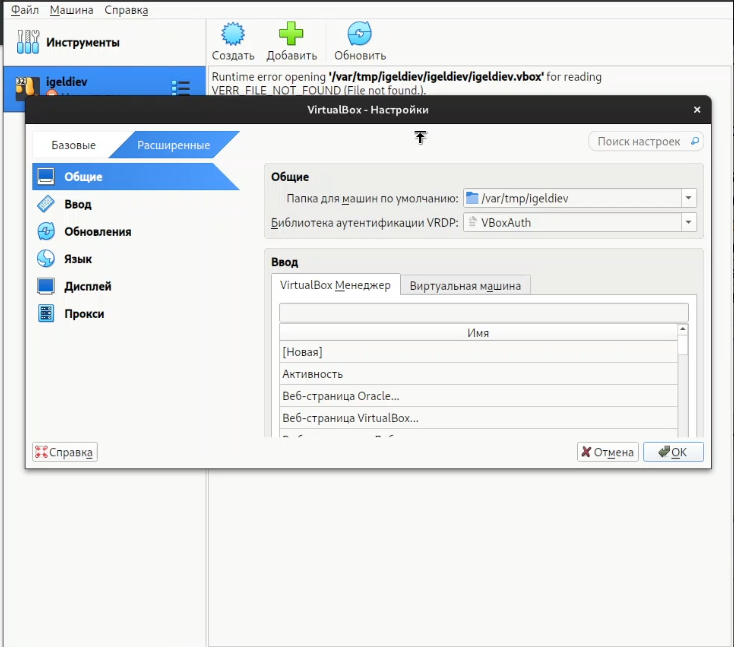 Файл Машина Справка
Инструменты
Создать Добавить Обновить
igeldiev
Runtime error opening '/var/tmp/igeldiev/igeldiev/igeldiev.vbox' for reading
VERR_FILE_NOT_FOUND (File not found.).
VirtualBox - Настройки
Базовые Расширенные
Поиск настроек
Общие
Ввод
Обновления
Язык
Дисплей
Прокси
Общие
Папка для машин по умолчанию: /var/tmp/igeldiev
Библиотека аутентификации VRDP: VBoxAuth
Ввод
VirtualBox Менеджер Виртуальная машина
Имя
[Новая]
Активность
Веб-страница Oracle...
Веб-страница VirtualBox...
Справка
Отмена OK